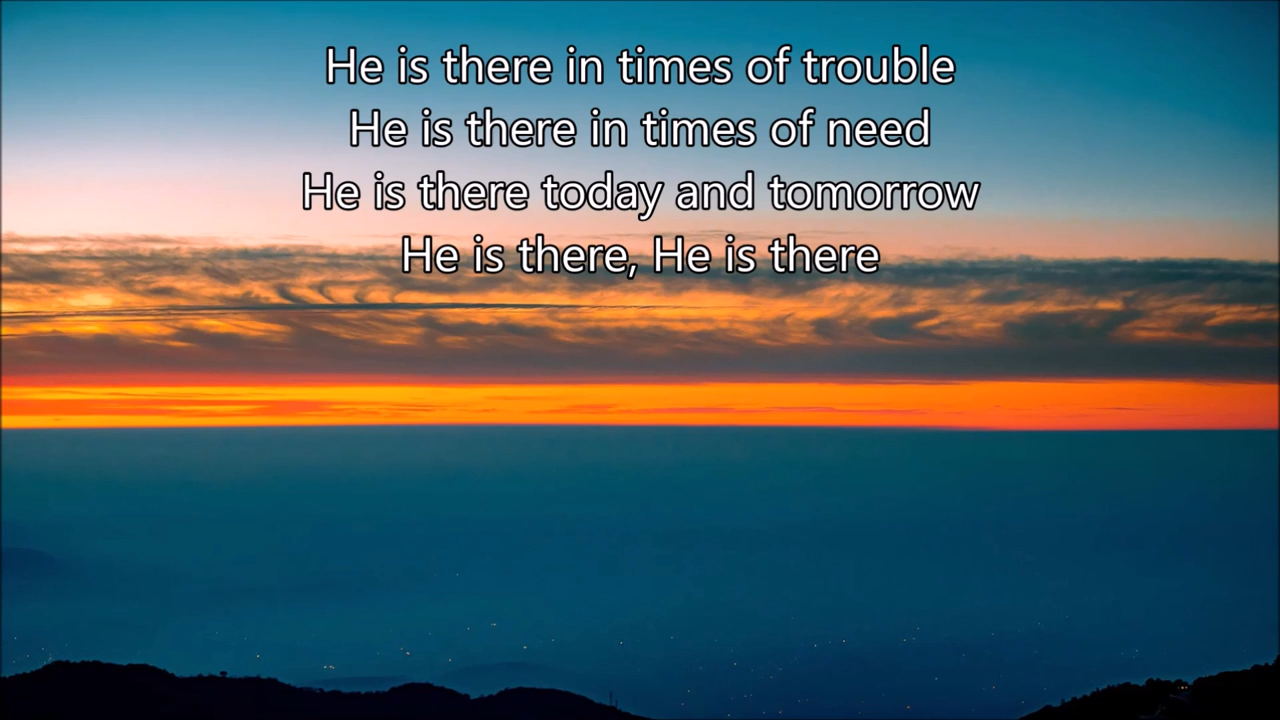 He is there in times of trouble
He is there in times of need
He is there today and tomorrow
He is there, He is there